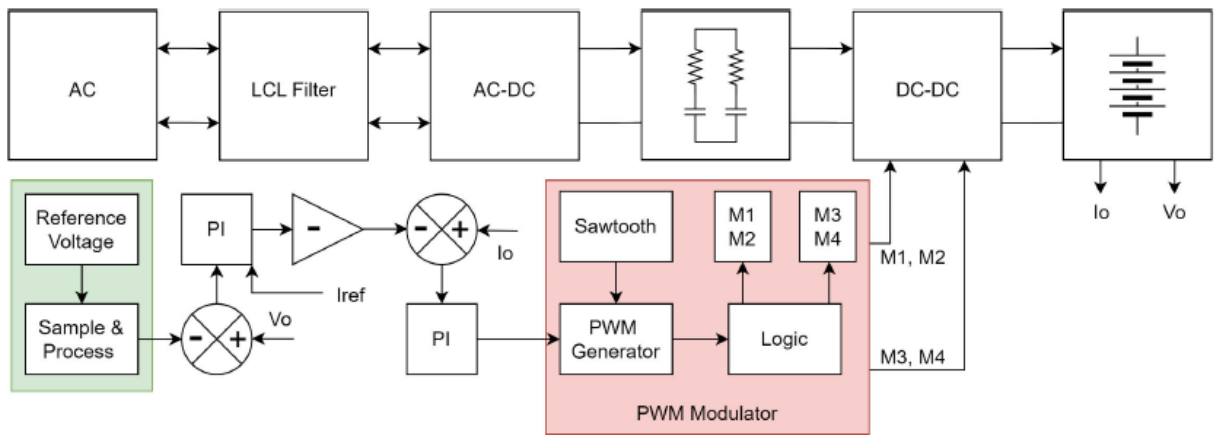 AC
LCL Filter
AC-DC
DC-DC
Io
Vo
Reference
Voltage
Sample &
Process
PI
-
-
+
Vo
Iref
-
+
Io
PI
Sawtooth
PWM
Generator
M1
M2
M3
M4
Logic
PWM Modulator
M1, M2
M3, M4